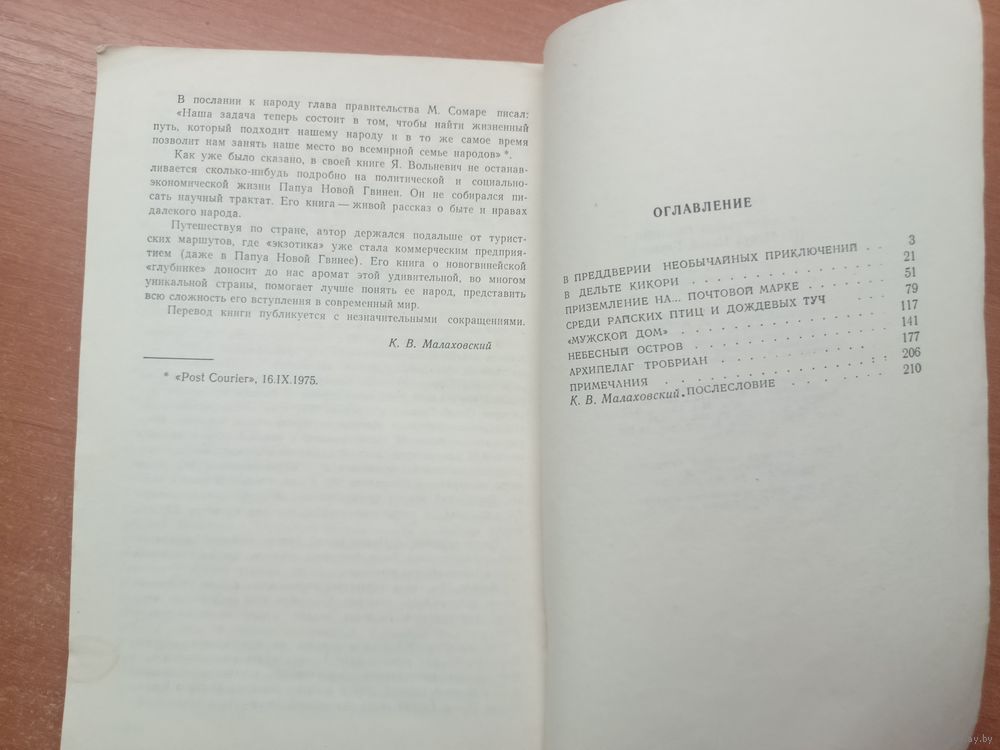 В послании к народу глава правительства М. Сомаре писал:
«Наша задача теперь состоит в том, чтобы найти жизненный
путь, который подходит нашему народу и в то же самое время
позволит нам занять наше место во всемирной семье народов» *.
Как уже было сказано, в своей книге Я. Вольневич не останав-
ливается сколько-нибудь подробно на политической и социально-
экономической жизни Папуа Новой Гвинеи. Он не собирался пи-
сать научный трактат. Его книга — живой рассказ о быте и нравах
далекого народа.
Путешествуя по стране, автор держался подальше от турист-
ских маршрутов, где «экзотика» уже стала коммерческим предприя-
тием (даже в Папуа Новой Гвинее). Его книга о новогвинейской
«глубинке» доносит до нас аромат этой удивительной, во многом
уникальной страны, помогает лучше понять ее народ, представить
всю сложность его вступления в современный мир.
Перевод книги публикуется с незначительными сокращениями.
К. В. Малаховский
* «Post Courier», 16.IX.1975.
ОГЛАВЛЕНИЕ
В ПРЕДДВЕРИИ НЕОБЫЧАЙНЫХ ПРИКЛЮЧЕНИЙ . . 3
В ДЕЛЬТЕ КИКОРИ . . . . . . . . . . . 21
ПРИЗЕМЛЕНИЕ НА... ПОЧТОВОЙ МАРКЕ . . . . . 51
СРЕДИ РАЙСКИХ ПТИЦ И ДОЖДЕВЫХ ТУЧ . . . 79
«МУЖСКОЙ ДОМ» . . . . . . . . . . . 117
НЕБЕСНЫЙ ОСТРОВ . . . . . . . . . . 141
АРХИПЕЛАГ ТРОБРИАН . . . . . . . . . 177
ПРИМЕЧАНИЯ . . . . . . . . . . . . 206
К. В. Малаховский. ПОСЛЕСЛОВИЕ . . . . . . 210